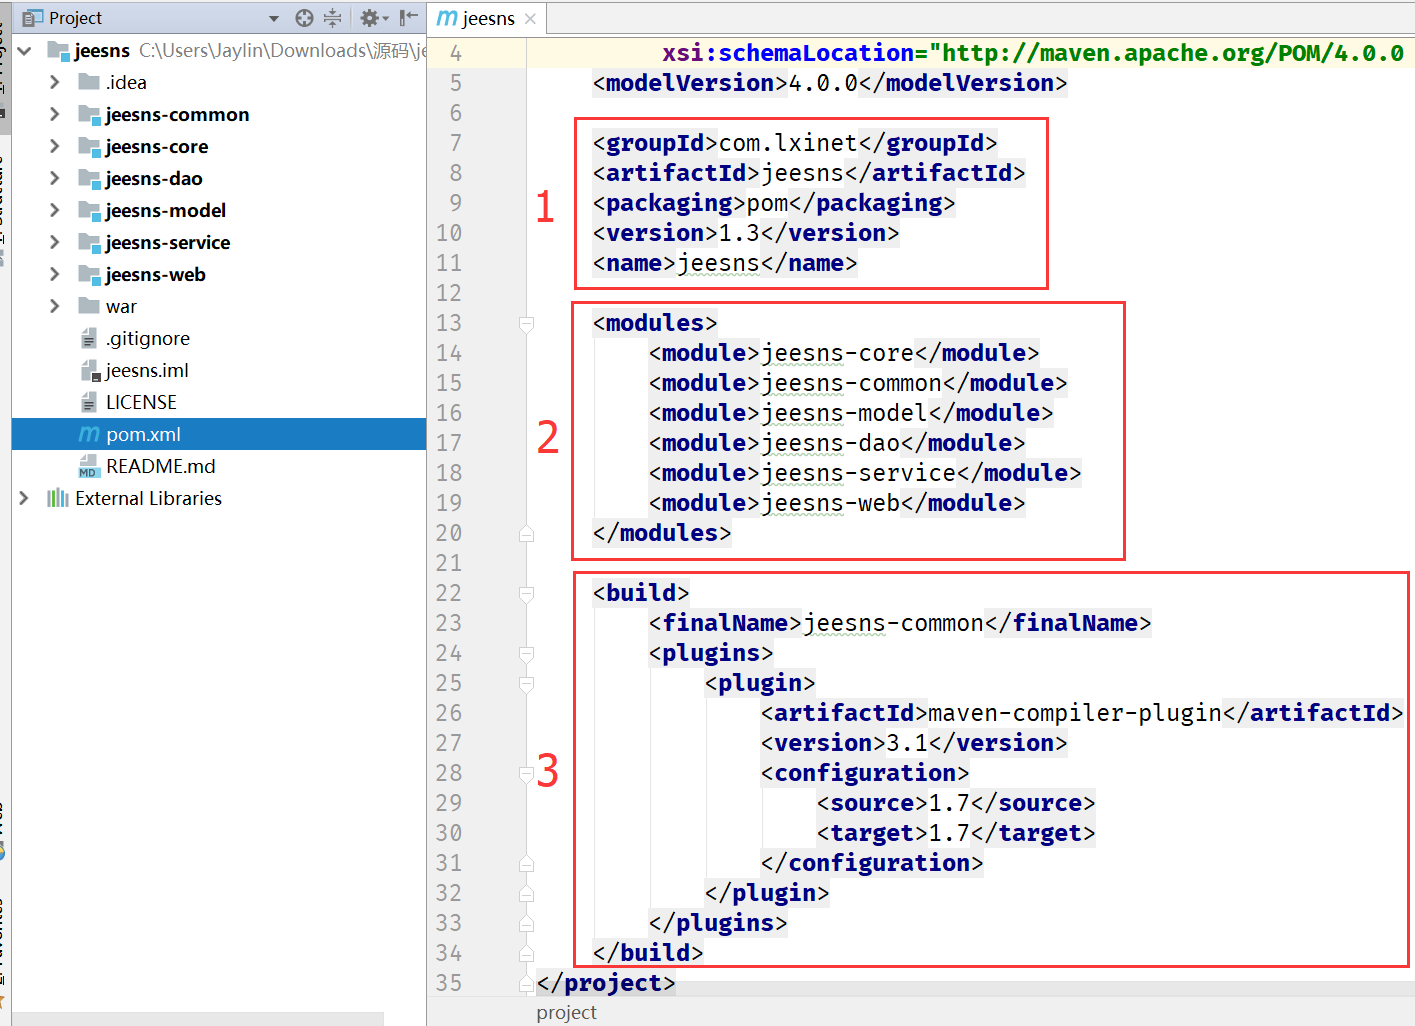 Project
jeesns
jeesns C:\Users\Jaylin\Downloads\源码\je
.idea
jeesns-common
jeesns-core
jeesns-dao
jeesns-model
jeesns-service
jeesns-web
war
.gitignore
jeesns.iml
LICENSE
pom.xml
README.md
External Libraries
4 xsi:schemaLocation="http://maven.apache.org/POM/4.0.0
5 <modelVersion>4.0.0</modelVersion>
6
7 <groupId>com.lxinet</groupId>
8 <artifactId>jeesns</artifactId>
1
9 <packaging>pom</packaging>
10 <version>1.3</version>
11 <name>jeesns</name>
12
13 <modules>
14 <module>jeesns-core</module>
15 <module>jeesns-common</module>
16 <module>jeesns-model</module>
2
17 <module>jeesns-dao</module>
18 <module>jeesns-service</module>
19 <module>jeesns-web</module>
20 </modules>
21
22 <build>
23 <finalName>jeesns-common</finalName>
24 <plugins>
25 <plugin>
26 <artifactId>maven-compiler-plugin</artifactId>
27 <version>3.1</version>
3
28 <configuration>
29 <source>1.7</source>
30 <target>1.7</target>
31 </configuration>
32 </plugin>
33 </plugins>
34 </build>
35 </project>
project